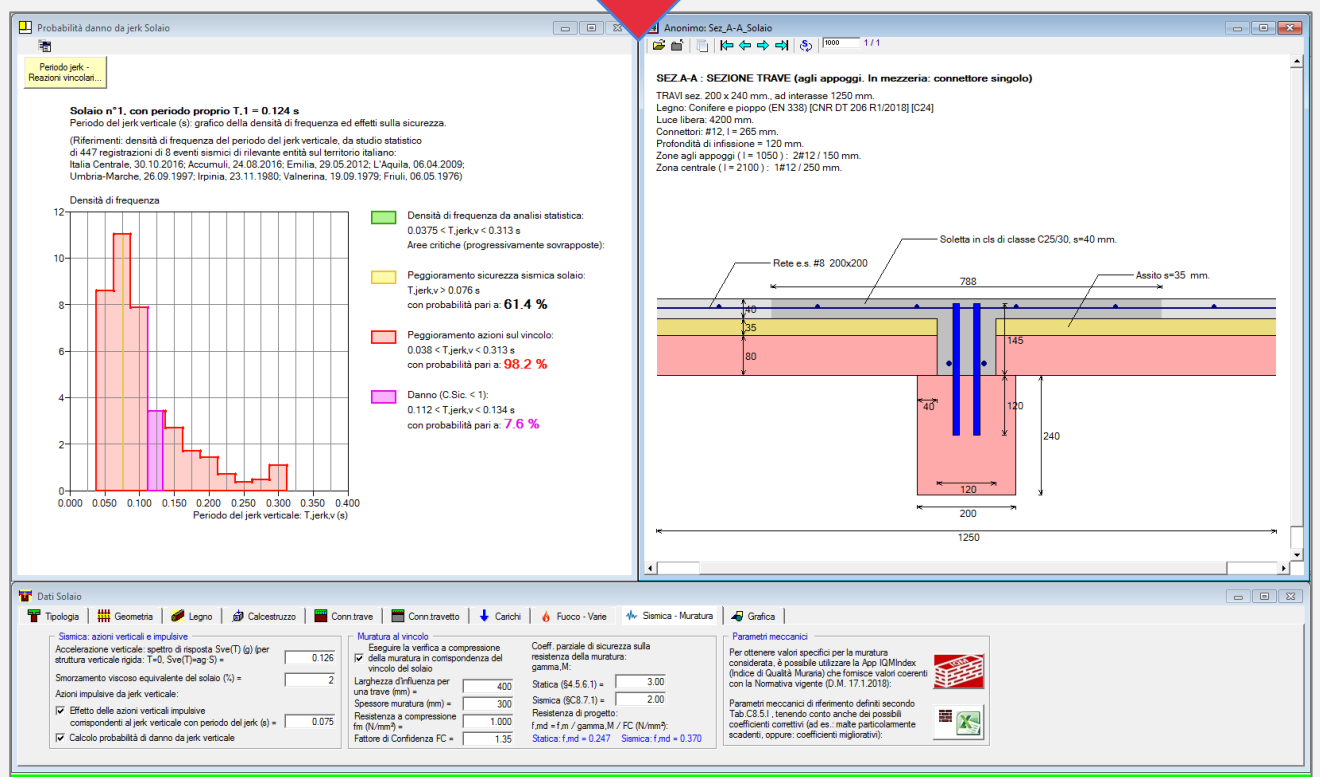 Probabilità danno da jerk Solaio
Periodo jerk -
Reazioni vincolari...
Solaio n°1, con periodo proprio T,1 = 0.124 s
Periodo del jerk verticale (s): grafico della densità di frequenza ed effetti sulla sicurezza.
(Riferimenti: densità di frequenza del periodo del jerk verticale, da studio statistico
di 447 registrazioni di 8 eventi sismici di rilevante entità sul territorio italiano:
Italia Centrale, 30.10.2016; Accumuli, 24.08.2016; Emilia, 29.05.2012; L'Aquila, 06.04.2009;
Umbria-Marche, 26.09.1997; Irpinia, 23.11.1980; Valnerina, 19.09.1979; Friuli, 06.05.1976)
Densità di frequenza
12
10
8
6
4
2
0
0.000 0.050 0.100 0.150 0.200 0.250 0.300 0.350 0.400
Periodo del jerk verticale: T,jerk,v (s)
Densità di frequenza da analisi statistica:
0.0375 < T,jerk,v < 0.313 s
Aree critiche (progressivamente sovrapposte):
Peggioramento sicurezza sismica solaio:
T,jerk,v > 0.076 s
con probabilità pari a: 61.4 %
Peggioramento azioni sul vincolo:
0.038 < T,jerk,v < 0.313 s
con probabilità pari a: 98.2 %
Danno (C.Sic. < 1):
0.112 < T,jerk,v < 0.134 s
con probabilità pari a: 7.6 %
Anonimo: Sez_A-A_Solaio
1000
1 / 1
SEZ.A-A : SEZIONE TRAVE (agli appoggi. In mezzeria: connettore singolo)
TRAVI sez. 200 x 240 mm., ad interasse 1250 mm.
Legno: Conifere e pioppo (EN 338) [CNR DT 206 R1/2018] [C24]
Luce libera: 4200 mm.
Connettori: #12, l = 265 mm.
Profondità di infissione = 120 mm.
Zone agli appoggi ( l = 1050 ) : 2#12 / 150 mm.
Zona centrale ( l = 2100 ) : 1#12 / 250 mm.
Soletta in cls di classe C25/30, s=40 mm.
Rete e.s. #8 200x200
Assito s=35 mm.
788
40
35
80
145
40
120
240
120
200
1250
Dati Solaio
Tipologia
Geometria
Legno
Calcestruzzo
Conn.trave
Conn.travetto
Carichi
Fuoco - Varie
Sismica - Muratura
Grafica
Sismica: azioni verticali e impulsive
Accelerazione verticale: spettro di risposta Sve(T) (g) (per
struttura verticale rigida: T=0, Sve(T)=ag·S) = 0.126
Smorzamento viscoso equivalente del solaio (%) = 2
Azioni impulsive da jerk verticale:
Effetto delle azioni verticali impulsive
corrispondenti al jerk verticale con periodo del jerk (s) = 0.075
Calcolo probabilità di danno da jerk verticale
Muratura al vincolo
Eseguire la verifica a compressione
della muratura in corrispondenza del
vincolo del solaio
Larghezza d'influenza per
una trave (mm) = 400
Spessore muratura (mm) = 300
Resistenza a compressione
fm (N/mm²) = 1.000
Fattore di Confidenza FC = 1.35
Coeff. parziale di sicurezza sulla
resistenza della muratura:
gamma,M:
Statica (§4.5.6.1) = 3.00
Sismica (§C8.7.1) = 2.00
Resistenza di progetto:
f,md = f,m / gamma,M / FC (N/mm²):
Statica: f,md = 0.247 Sismica: f,md = 0.370
Parametri meccanici
Per ottenere valori specifici per la muratura
considerata, è possibile utilizzare la App IQMIndex
(Indice di Qualità Muraria) che fornisce valori coerenti
con la Normativa vigente (D.M. 17.1.2018):
IQM
Parametri meccanici di riferimento definiti secondo
Tab.C8.5.I , tenendo conto anche dei possibili
coefficienti correttivi (ad es.: malte particolarmente
scadenti, oppure: coefficienti migliorativi):